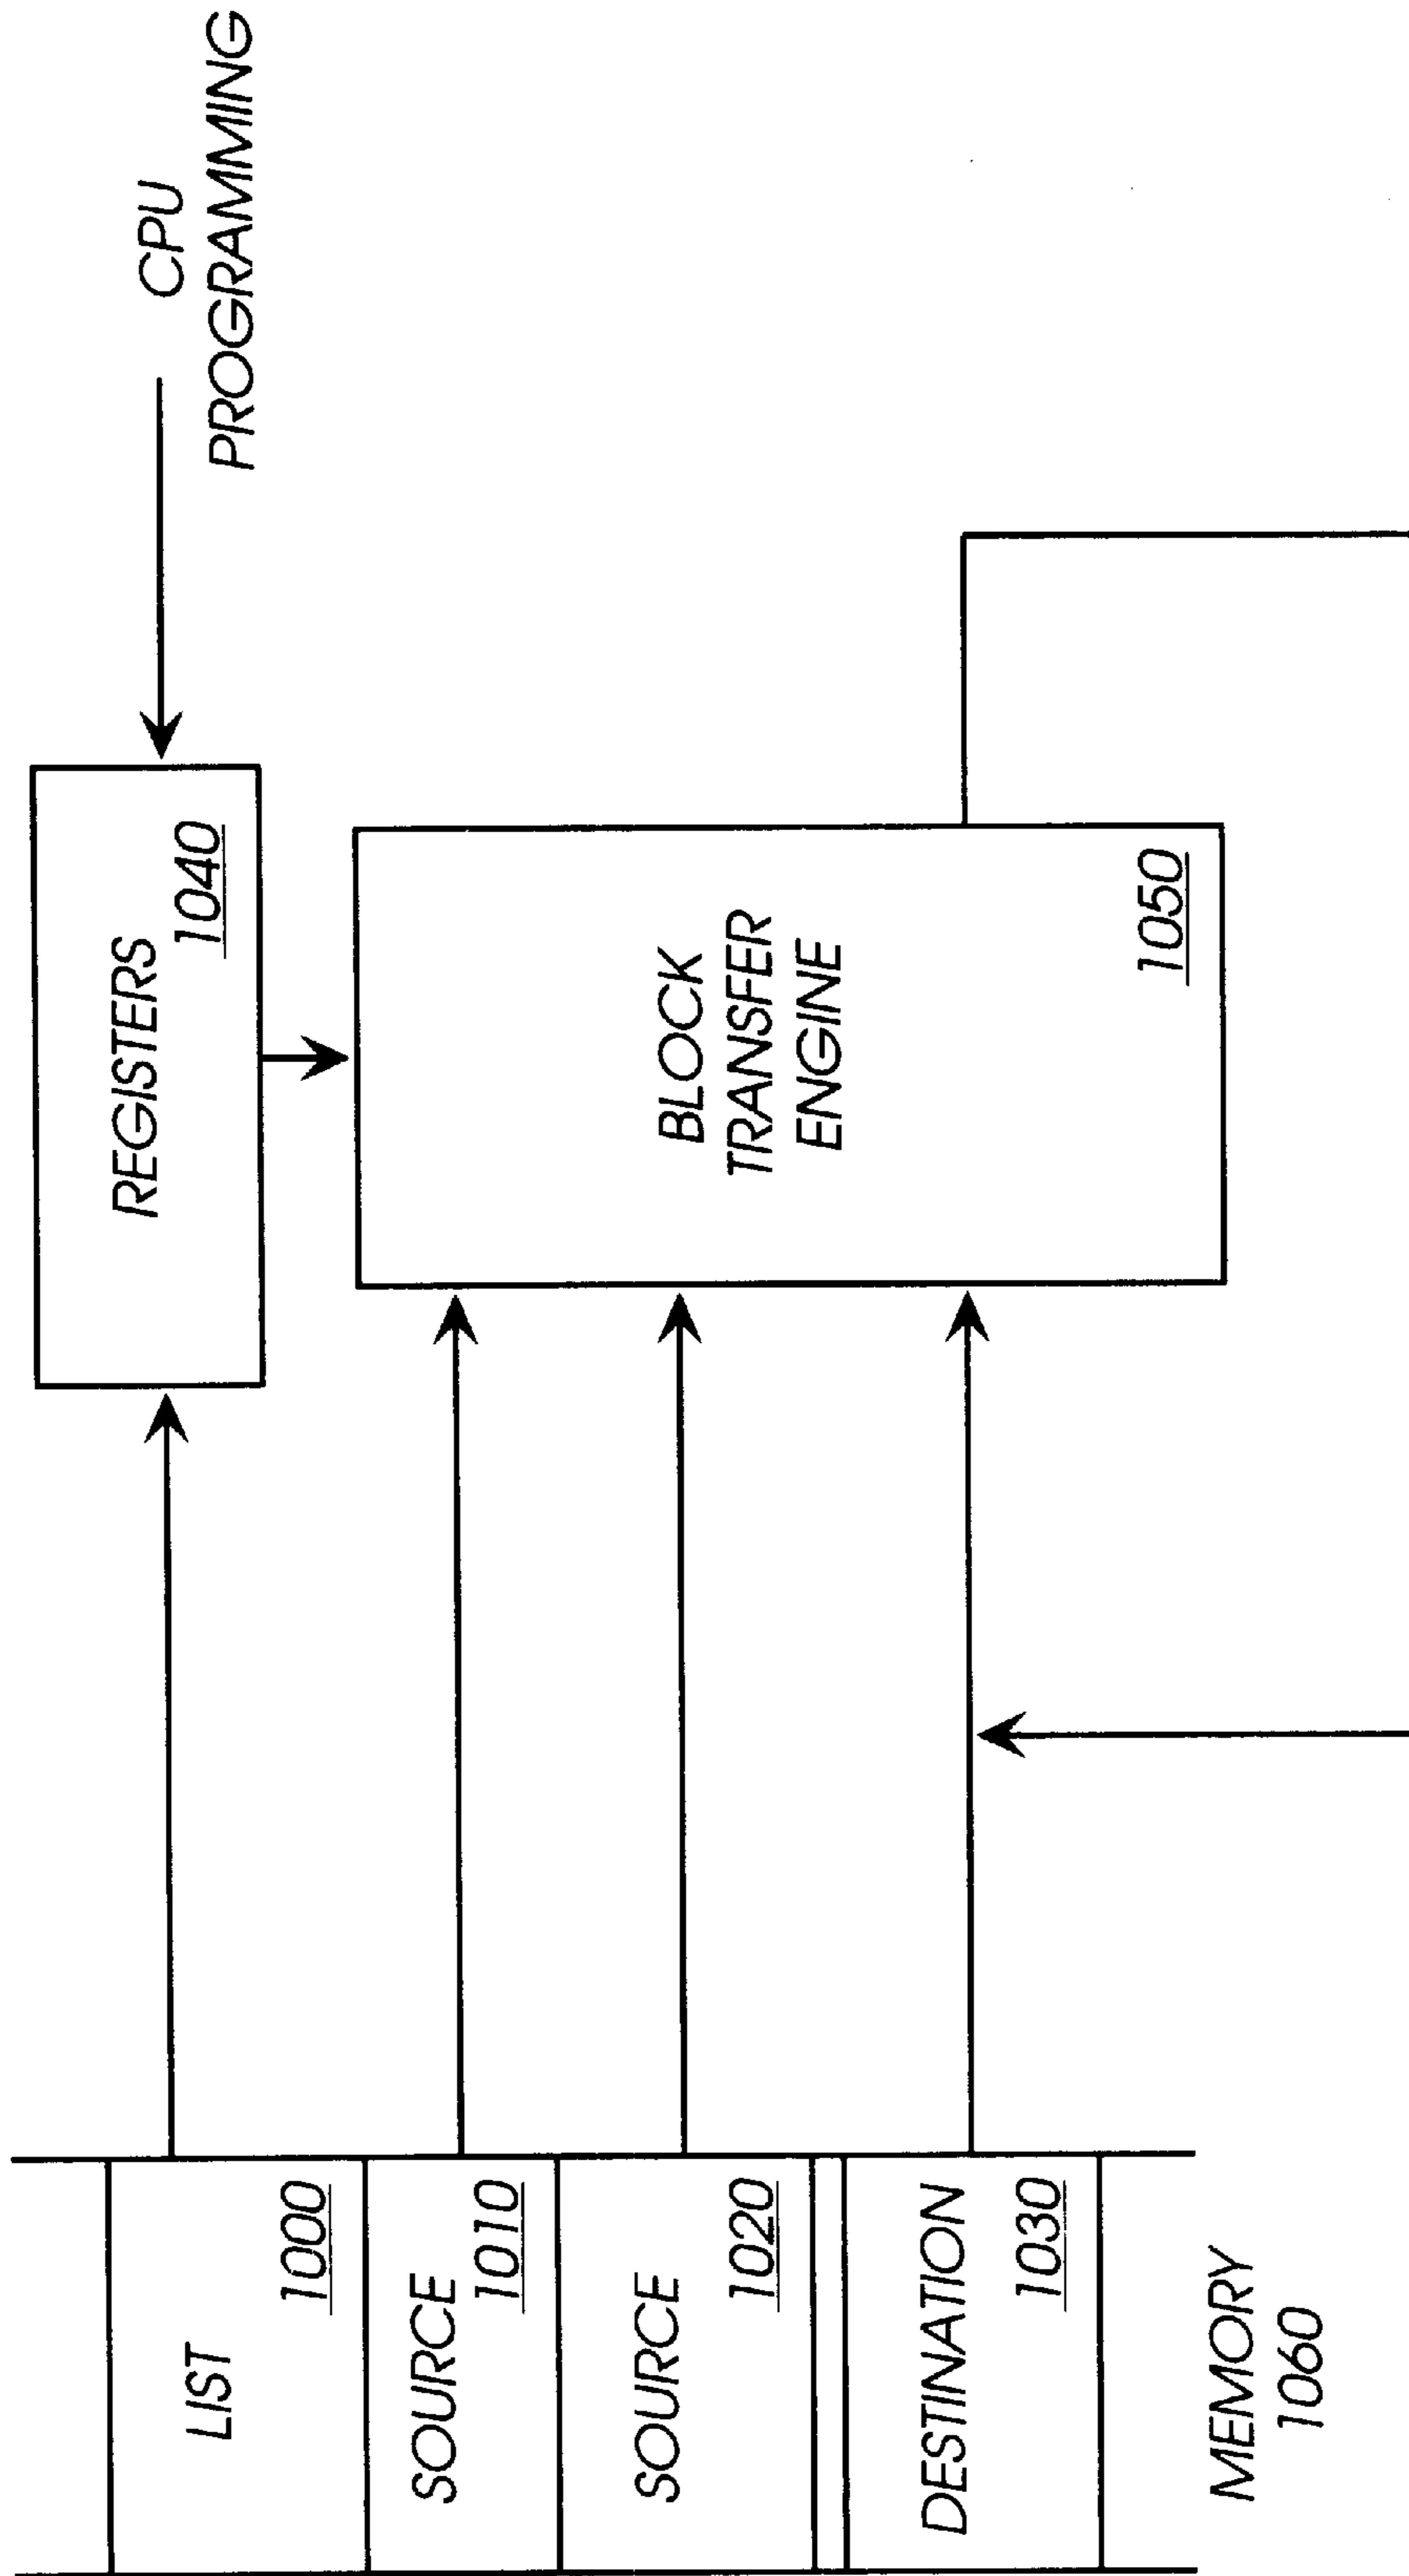 LIST
1000
SOURCE
1010
SOURCE
1020
DESTINATION
1030
MEMORY
1060
REGISTERS
1040
BLOCK
TRANSFER
ENGINE
1050
CPU
PROGRAMMING